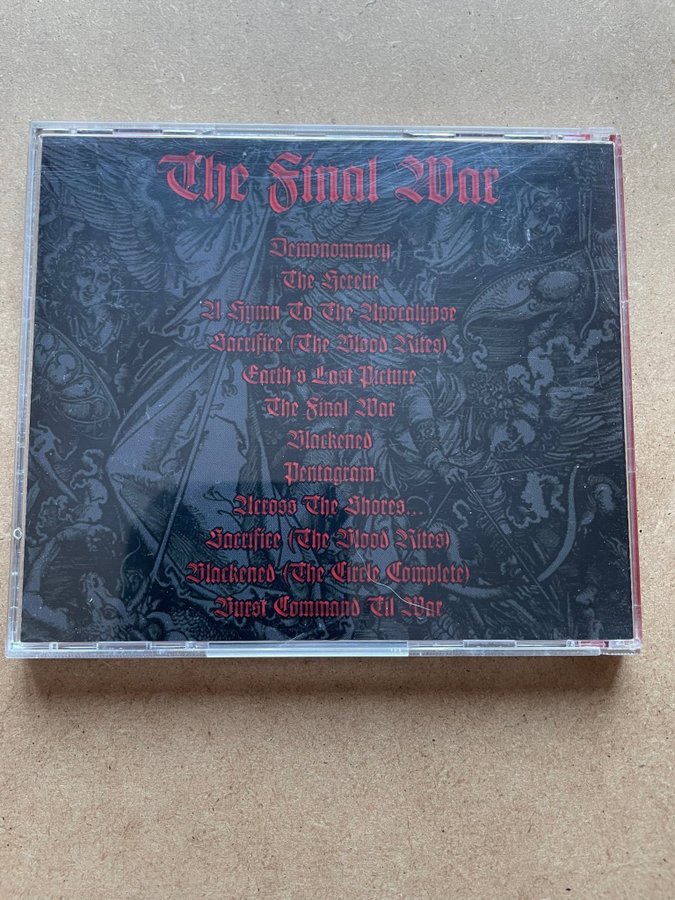 The Final War
Demonomancy
The Heretic
A Hymn To The Apocalypse
Sacrifice (The Blood Rites)
Earth s Last Picture
The Final War
Blackened
Pentagram
Across The Shores...
Sacrifice (The Blood Rites)
Blackened (The Circle Complete)
Burst Command Til War